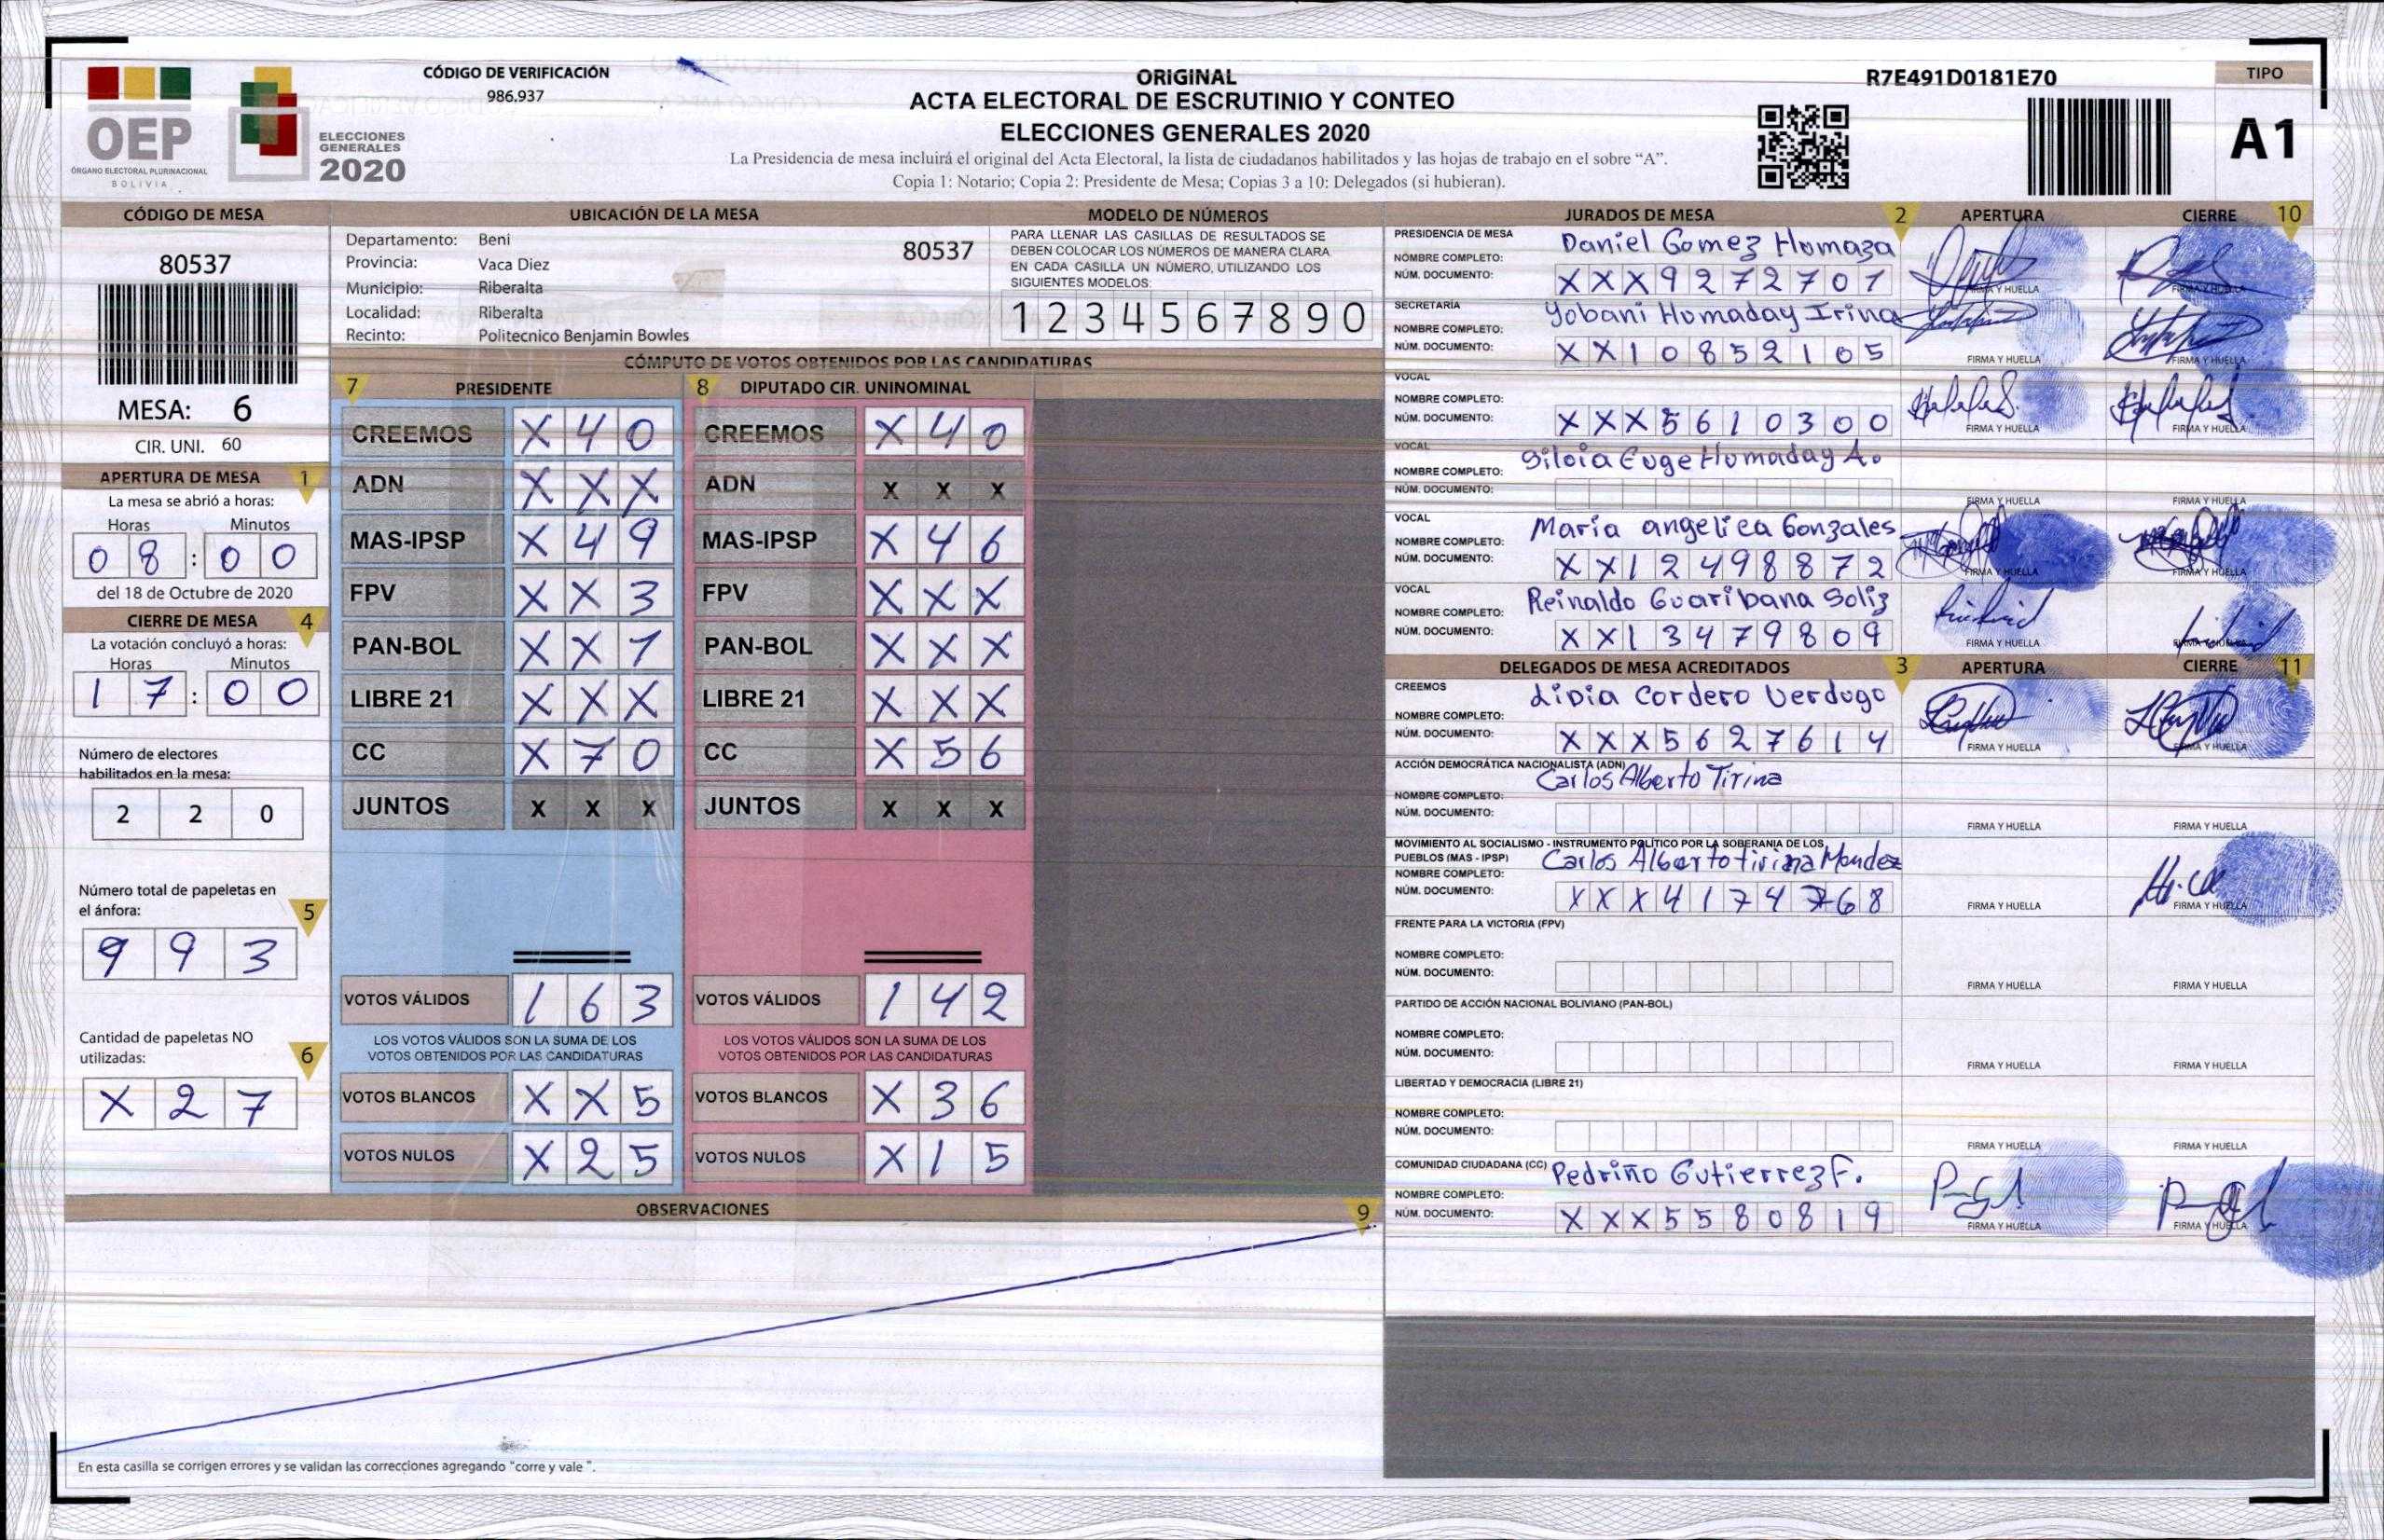 CÓDIGO DE VERIFICACIÓN
986.937
OEP
ÓRGANO ELECTORAL PLURINACIONAL
BOLIVIA
ELECCIONES
GENERALES
2020
ORIGINAL
ACTA ELECTORAL DE ESCRUTINIO Y CONTEO
ELECCIONES GENERALES 2020
La Presidencia de mesa incluirá el original del Acta Electoral, la lista de ciudadanos habilitados y las hojas de trabajo en el sobre “A”.
Copia 1: Notario; Copia 2: Presidente de Mesa; Copias 3 a 10: Delegados (si hubieran).
R7E491D0181E70
TIPO
A1
CÓDIGO DE MESA
80537
MESA: 6
CIR. UNI. 60
APERTURA DE MESA 1
La mesa se abrió a horas:
Horas Minutos
0 8 : 0 0
del 18 de Octubre de 2020
CIERRE DE MESA 4
La votación concluyó a horas:
Horas Minutos
1 7 : 0 0
Número de electores
habilitados en la mesa:
2 2 0
Número total de papeletas en
el ánfora: 5
9 9 3
Cantidad de papeletas NO
utilizadas: 6
X 2 7
UBICACIÓN DE LA MESA
Departamento: Beni
80537
Provincia: Vaca Diez
Municipio: Riberalta
Localidad: Riberalta
Recinto: Politecnico Benjamin Bowles
MODELO DE NÚMEROS
PARA LLENAR LAS CASILLAS DE RESULTADOS SE
DEBEN COLOCAR LOS NÚMEROS DE MANERA CLARA
EN CADA CASILLA UN NÚMERO, UTILIZANDO LOS
SIGUIENTES MODELOS:
1 2 3 4 5 6 7 8 9 0
CÓMPUTO DE VOTOS OBTENIDOS POR LAS CANDIDATURAS
7 PRESIDENTE
CREEMOS X 4 0
ADN X X X
MAS-IPSP X 4 9
FPV X X 3
PAN-BOL X X 1
LIBRE 21 X X X
CC X 7 0
JUNTOS X X X
VOTOS VÁLIDOS 1 6 3
LOS VOTOS VÁLIDOS SON LA SUMA DE LOS
VOTOS OBTENIDOS POR LAS CANDIDATURAS
VOTOS BLANCOS X X 5
VOTOS NULOS X 2 5
8 DIPUTADO CIR. UNINOMINAL
CREEMOS X 4 0
ADN X X X
MAS-IPSP X 4 6
FPV X X X
PAN-BOL X X X
LIBRE 21 X X X
CC X 5 6
JUNTOS X X X
VOTOS VÁLIDOS 1 4 2
LOS VOTOS VÁLIDOS SON LA SUMA DE LOS
VOTOS OBTENIDOS POR LAS CANDIDATURAS
VOTOS BLANCOS X 3 6
VOTOS NULOS X 1 5
OBSERVACIONES 9
En esta casilla se corrigen errores y se validan las correcciones agregando "corre y vale ".
JURADOS DE MESA 2 APERTURA CIERRE 10
PRESIDENCIA DE MESA
NOMBRE COMPLETO: Daniel Gomez Humaza
NÚM. DOCUMENTO: X X X 9 2 7 2 7 0 7
FIRMA Y HUELLA FIRMA Y HUELLA
SECRETARÍA
NOMBRE COMPLETO: Yobani Humaday Irina
NÚM. DOCUMENTO: X X 1 0 8 5 2 1 0 5
FIRMA Y HUELLA FIRMA Y HUELLA
VOCAL
NOMBRE COMPLETO:
NÚM. DOCUMENTO: X X X 5 6 1 0 3 0 0
FIRMA Y HUELLA FIRMA Y HUELLA
VOCAL
NOMBRE COMPLETO: Silvia Euge Humaday A.
NÚM. DOCUMENTO:
FIRMA Y HUELLA FIRMA Y HUELLA
VOCAL
NOMBRE COMPLETO: Maria angelica Gonzales
NÚM. DOCUMENTO: X X 1 2 4 9 8 8 7 2
FIRMA Y HUELLA FIRMA Y HUELLA
VOCAL
NOMBRE COMPLETO: Reinaldo Guaribana Soliz
NÚM. DOCUMENTO: X X 1 3 4 7 9 8 0 9
FIRMA Y HUELLA FIRMA Y HUELLA
DELEGADOS DE MESA ACREDITADOS 3 APERTURA CIERRE 11
CREEMOS
NOMBRE COMPLETO: Lidia Cordero Verdugo
NÚM. DOCUMENTO: X X X 5 6 2 7 6 1 4
FIRMA Y HUELLA FIRMA Y HUELLA
ACCIÓN DEMOCRÁTICA NACIONALISTA (ADN)
NOMBRE COMPLETO: Carlos Alberto Tirina
NÚM. DOCUMENTO:
FIRMA Y HUELLA FIRMA Y HUELLA
MOVIMIENTO AL SOCIALISMO - INSTRUMENTO POLÍTICO POR LA SOBERANIA DE LOS
PUEBLOS (MAS - IPSP)
NOMBRE COMPLETO: Carlos Alberto tirina Mendez
NÚM. DOCUMENTO: X X X 4 1 7 4 7 6 8
FIRMA Y HUELLA FIRMA Y HUELLA
FRENTE PARA LA VICTORIA (FPV)
NOMBRE COMPLETO:
NÚM. DOCUMENTO:
FIRMA Y HUELLA FIRMA Y HUELLA
PARTIDO DE ACCIÓN NACIONAL BOLIVIANO (PAN-BOL)
NOMBRE COMPLETO:
NÚM. DOCUMENTO:
FIRMA Y HUELLA FIRMA Y HUELLA
LIBERTAD Y DEMOCRACIA (LIBRE 21)
NOMBRE COMPLETO:
NÚM. DOCUMENTO:
FIRMA Y HUELLA FIRMA Y HUELLA
COMUNIDAD CIUDADANA (CC)
NOMBRE COMPLETO: Pedriño Gutierrez F.
NÚM. DOCUMENTO: X X X 5 5 8 0 8 1 9
FIRMA Y HUELLA FIRMA Y HUELLA